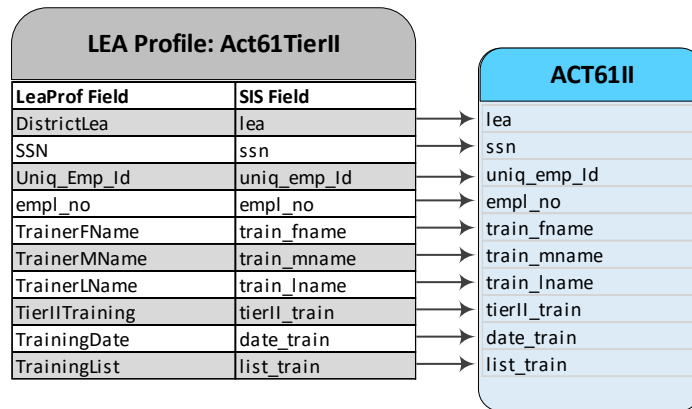 LEA Profile: Act61TierII
LeaProf Field SIS Field
DistrictLea lea
SSN ssn
Uniq_Emp_Id uniq_emp_Id
empl_no empl_no
TrainerFName train_fname
TrainerMName train_mname
TrainerLName train_lname
TierIITraining tierII_train
TrainingDate date_train
TrainingList list_train
ACT61II
lea
ssn
uniq_emp_Id
empl_no
train_fname
train_mname
train_lname
tierII_train
date_train
list_train